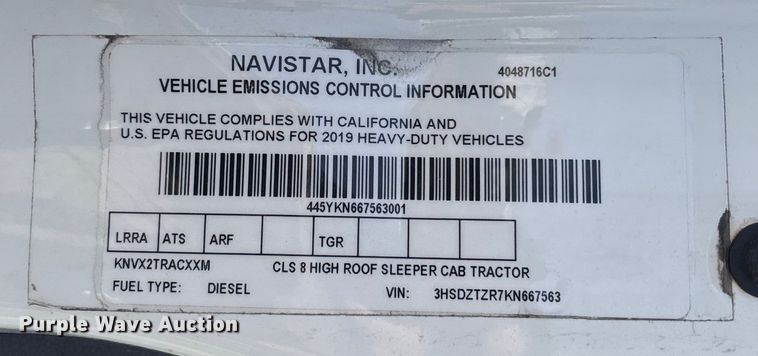 NAVISTAR, INC.
4048716C1
VEHICLE EMISSIONS CONTROL INFORMATION
THIS VEHICLE COMPLIES WITH CALIFORNIA AND
U.S. EPA REGULATIONS FOR 2019 HEAVY-DUTY VEHICLES
445YKN667563001
LRRA ATS ARF TGR
KNVX2TRACXXM CLS 8 HIGH ROOF SLEEPER CAB TRACTOR
FUEL TYPE: DIESEL VIN: 3HSDZTZR7KN667563
Purple Wave Auction